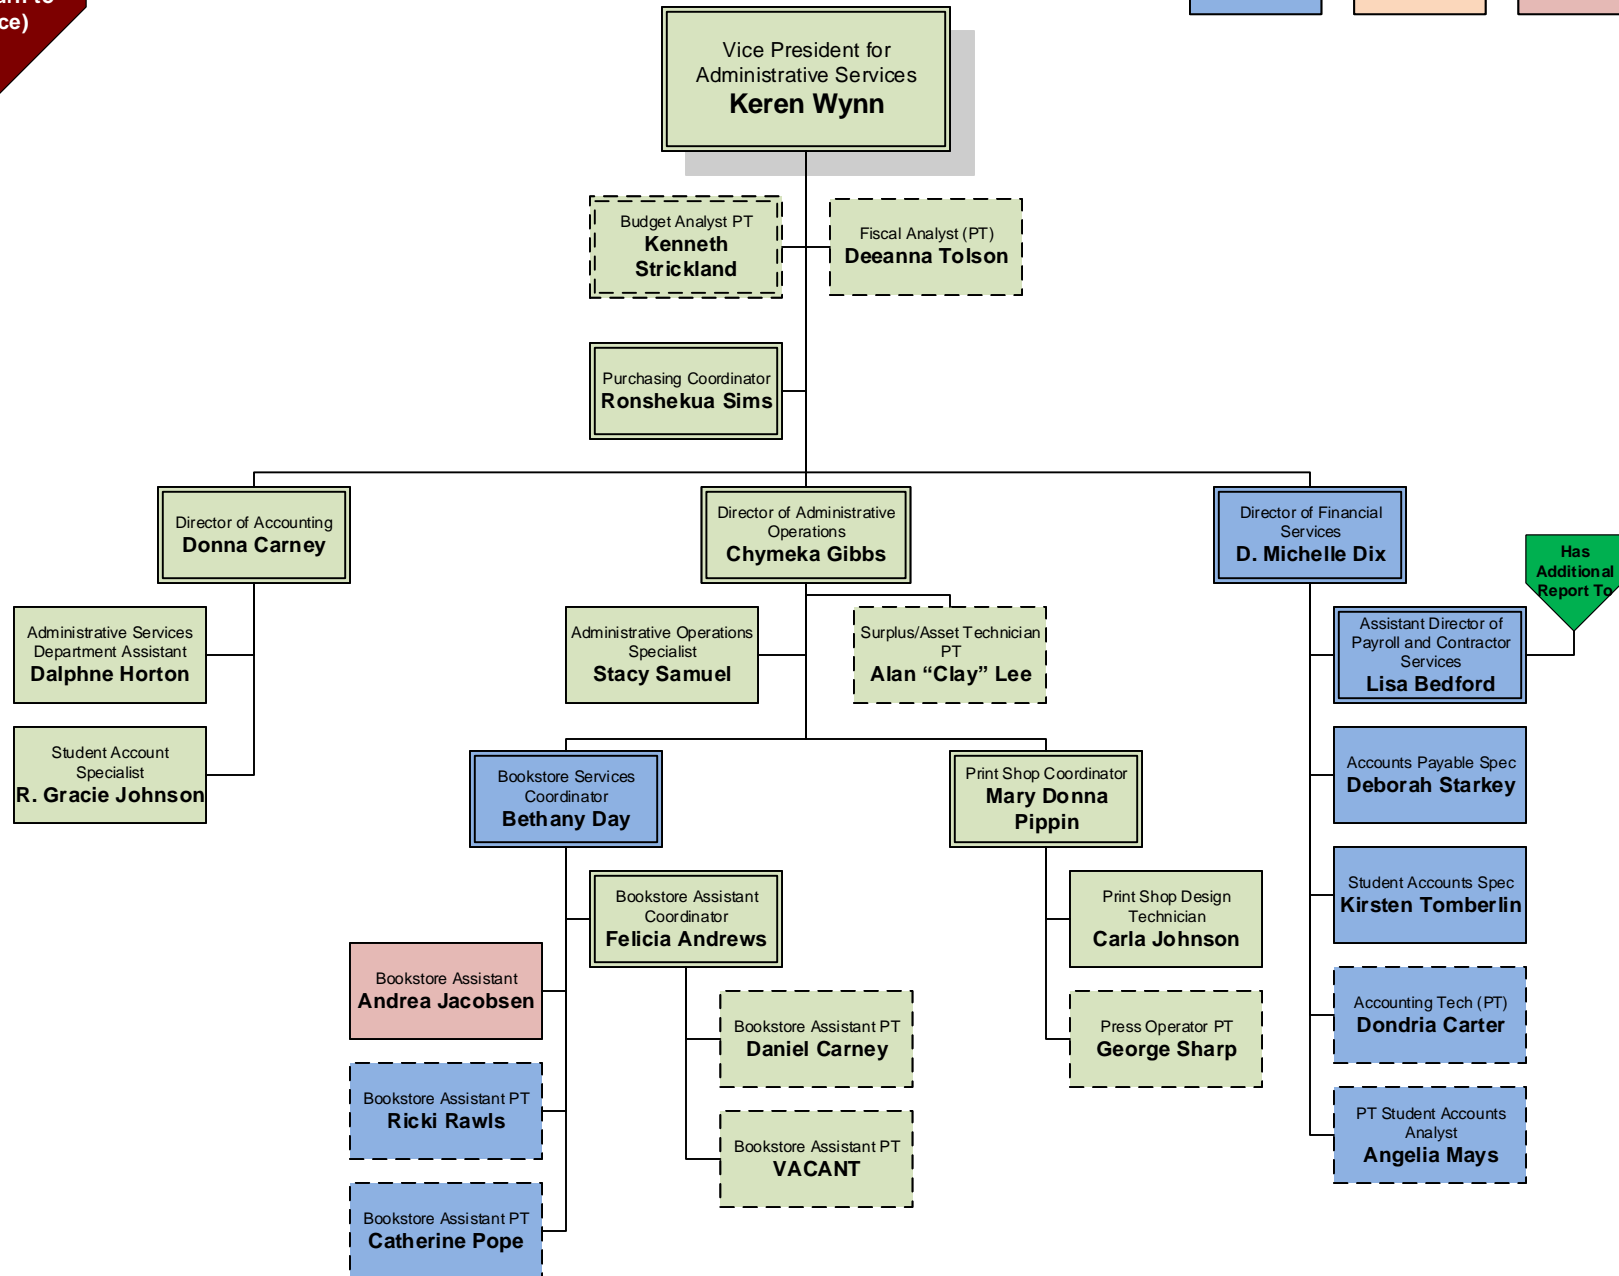 ce)
Vice President for
Administrative Services
Keren Wynn
Budget Analyst PT
Kenneth
Strickland
Fiscal Analyst (PT)
Deeanna Tolson
Purchasing Coordinator
Ronshekua Sims
Director of Accounting
Donna Carney
Director of Administrative
Operations
Chymeka Gibbs
Director of Financial
Services
D. Michelle Dix
Has
Additional
Report To
Administrative Services
Department Assistant
Dalphne Horton
Administrative Operations
Specialist
Stacy Samuel
Surplus/Asset Technician
PT
Alan “Clay” Lee
Assistant Director of
Payroll and Contractor
Services
Lisa Bedford
Student Account
Specialist
R. Gracie Johnson
Bookstore Services
Coordinator
Bethany Day
Print Shop Coordinator
Mary Donna
Pippin
Accounts Payable Spec
Deborah Starkey
Bookstore Assistant
Coordinator
Felicia Andrews
Print Shop Design
Technician
Carla Johnson
Student Accounts Spec
Kirsten Tomberlin
Bookstore Assistant
Andrea Jacobsen
Bookstore Assistant PT
Daniel Carney
Press Operator PT
George Sharp
Accounting Tech (PT)
Dondria Carter
Bookstore Assistant PT
Ricki Rawls
Bookstore Assistant PT
VACANT
PT Student Accounts
Analyst
Angelia Mays
Bookstore Assistant PT
Catherine Pope